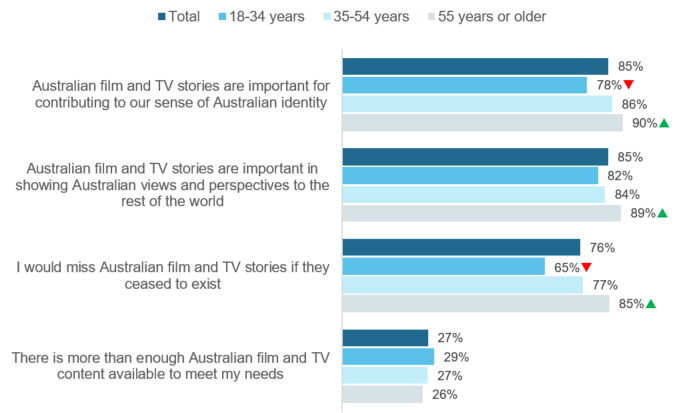 Total 18-34 years 35-54 years 55 years or older
Australian film and TV stories are important for
contributing to our sense of Australian identity
85%
78%
86%
90%
Australian film and TV stories are important in
showing Australian views and perspectives to the
rest of the world
85%
82%
84%
89%
I would miss Australian film and TV stories if they
ceased to exist
76%
65%
77%
85%
There is more than enough Australian film and TV
content available to meet my needs
27%
29%
27%
26%